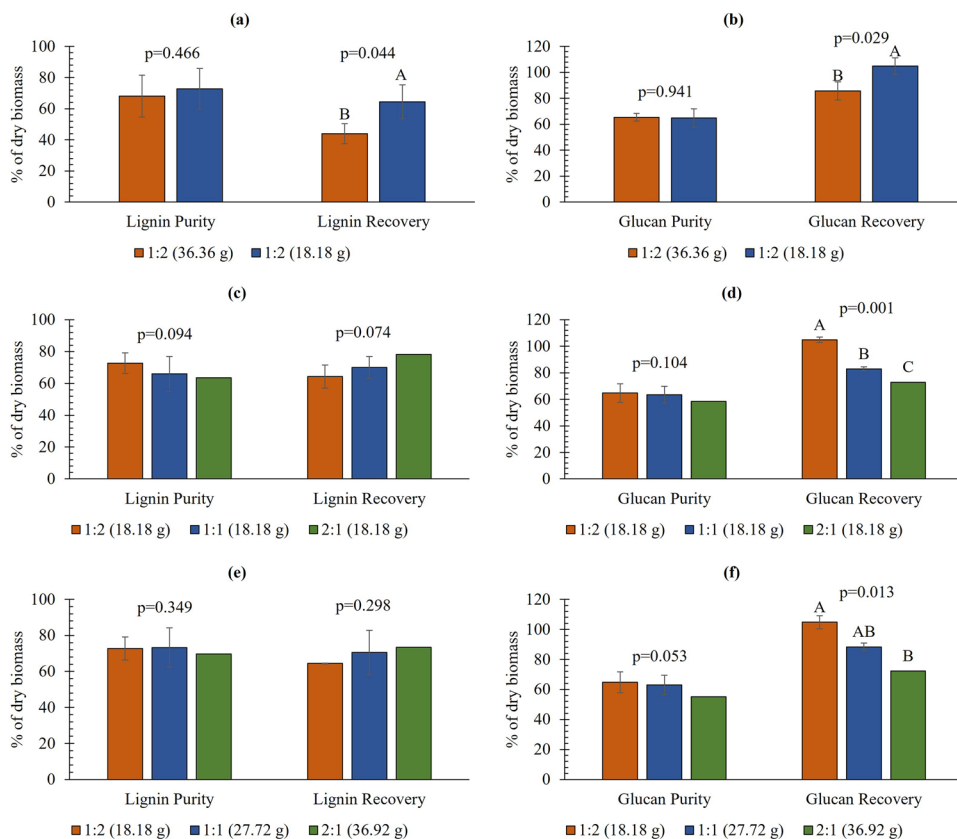 (a)
% of dry biomass
100
80
60
40
20
0
p=0.466
p=0.044
B
A
Lignin Purity
Lignin Recovery
1:2 (36.36 g)
1:2 (18.18 g)
(b)
% of dry biomass
120
100
80
60
40
20
0
p=0.941
p=0.029
B
A
Glucan Purity
Glucan Recovery
1:2 (36.36 g)
1:2 (18.18 g)
(c)
% of dry biomass
100
80
60
40
20
0
p=0.094
p=0.074
Lignin Purity
Lignin Recovery
1:2 (18.18 g)
1:1 (18.18 g)
2:1 (18.18 g)
(d)
% of dry biomass
120
100
80
60
40
20
0
p=0.104
p=0.001
A
B
C
Glucan Purity
Glucan Recovery
1:2 (18.18 g)
1:1 (18.18 g)
2:1 (18.18 g)
(e)
% of dry biomass
100
80
60
40
20
0
p=0.349
p=0.298
Lignin Purity
Lignin Recovery
1:2 (18.18 g)
1:1 (27.72 g)
2:1 (36.92 g)
(f)
% of dry biomass
120
100
80
60
40
20
0
p=0.053
p=0.013
A
AB
B
Glucan Purity
Glucan Recovery
1:2 (18.18 g)
1:1 (27.72 g)
2:1 (36.92 g)